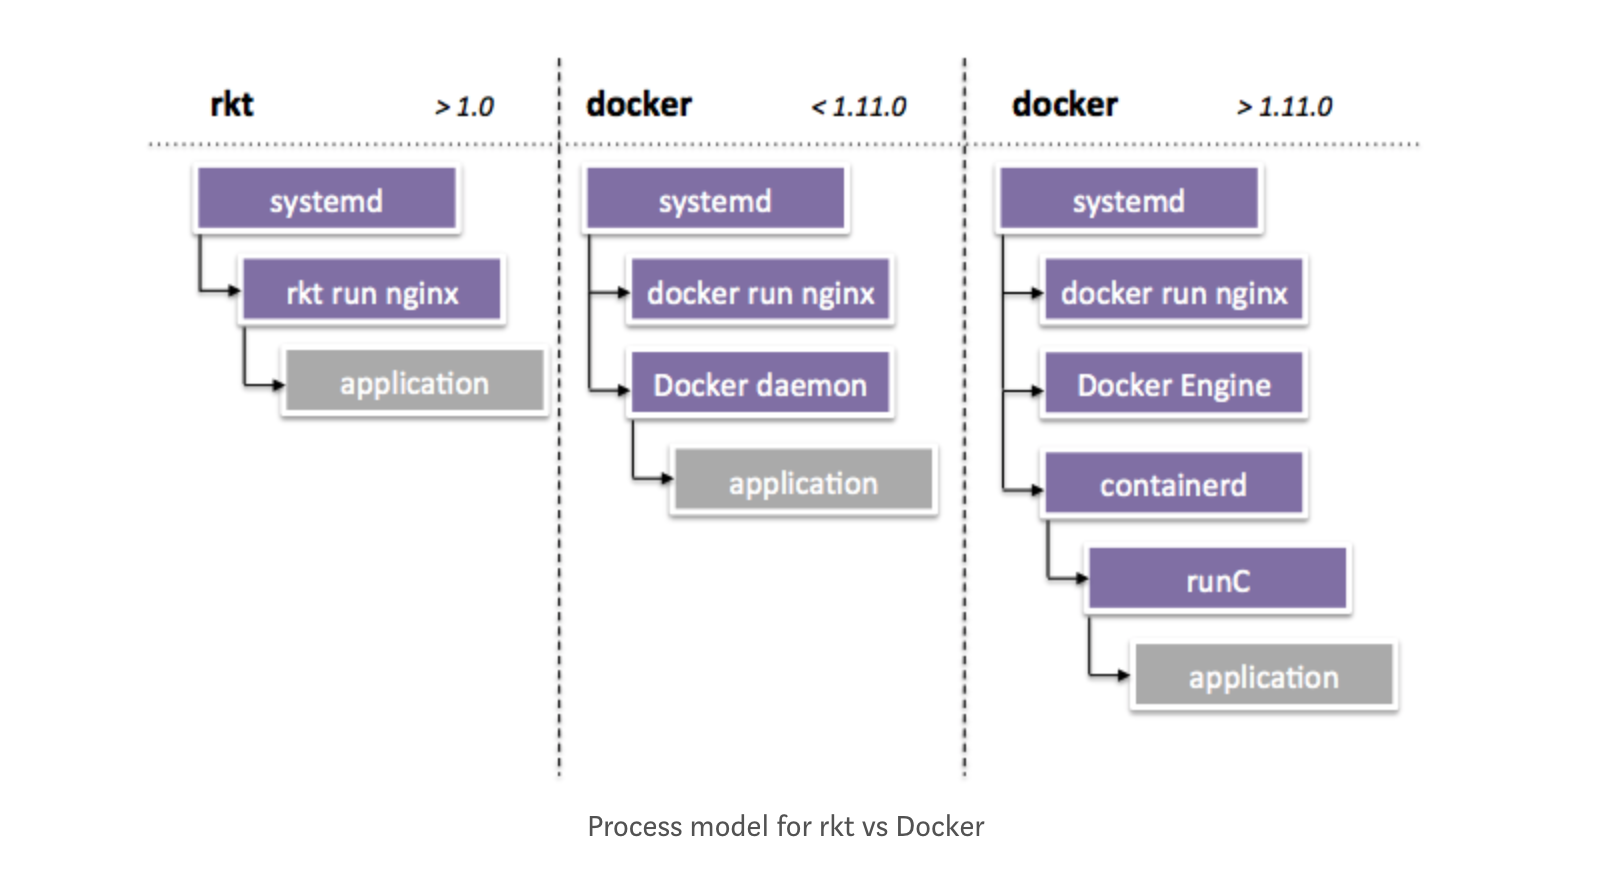 rkt > 1.0
systemd
rkt run nginx
application
docker < 1.11.0
systemd
docker run nginx
Docker daemon
application
docker > 1.11.0
systemd
docker run nginx
Docker Engine
containerd
runC
application
Process model for rkt vs Docker